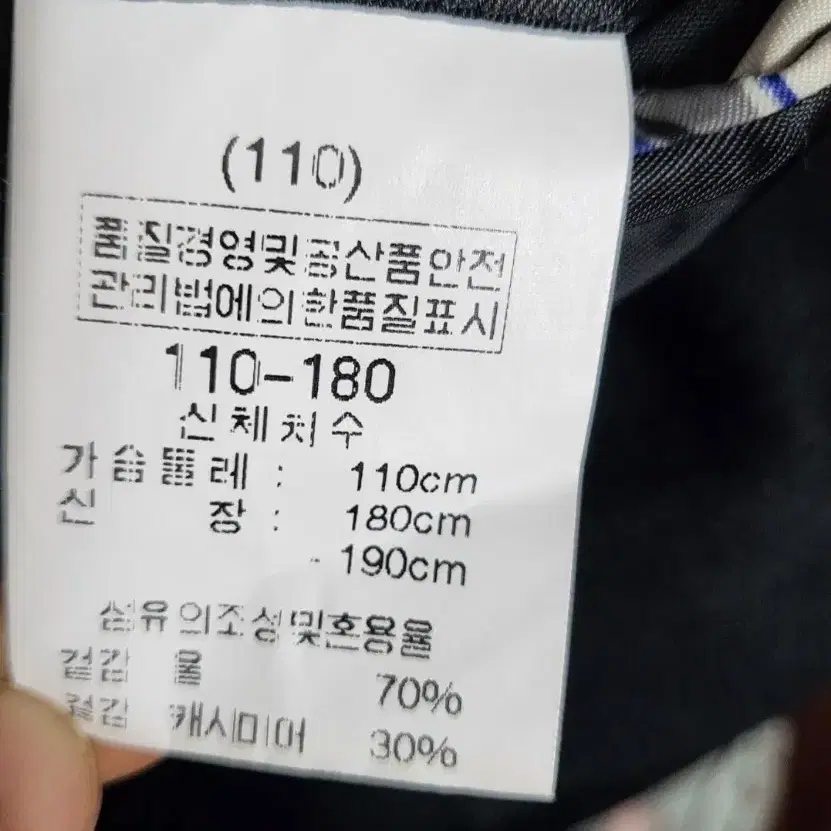 (110)
품질경영및공산품안전
관리법에의한품질표시
110-180
신체치수
가슴둘레 : 110cm
신 장 : 180cm
- 190cm
섬유의조성및혼용율
겉감 울 70%
겉감 캐시미어 30%